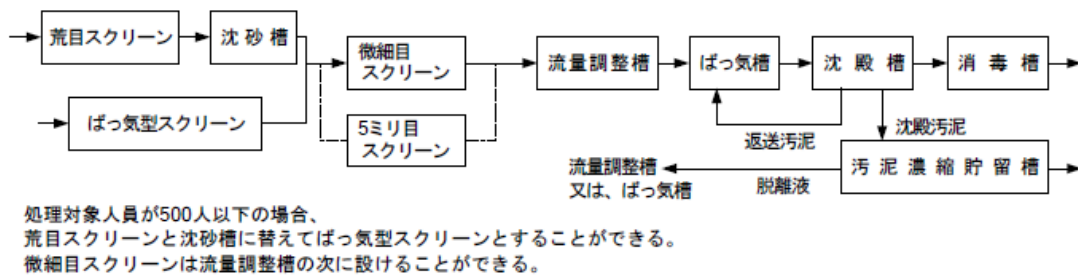 荒目スクリーン
沈砂槽
微細目
スクリーン
流量調整槽
ばっ気槽
沈殿槽
消毒槽
ばっ気型スクリーン
5ミリ目
スクリーン
返送汚泥
沈殿汚泥
流量調整槽
又は、ばっ気槽
脱離液
汚泥濃縮貯留槽
処理対象人員が500人以下の場合、
荒目スクリーンと沈砂槽に替えてばっ気型スクリーンとすることができる。
微細目スクリーンは流量調整槽の次に設けることができる。